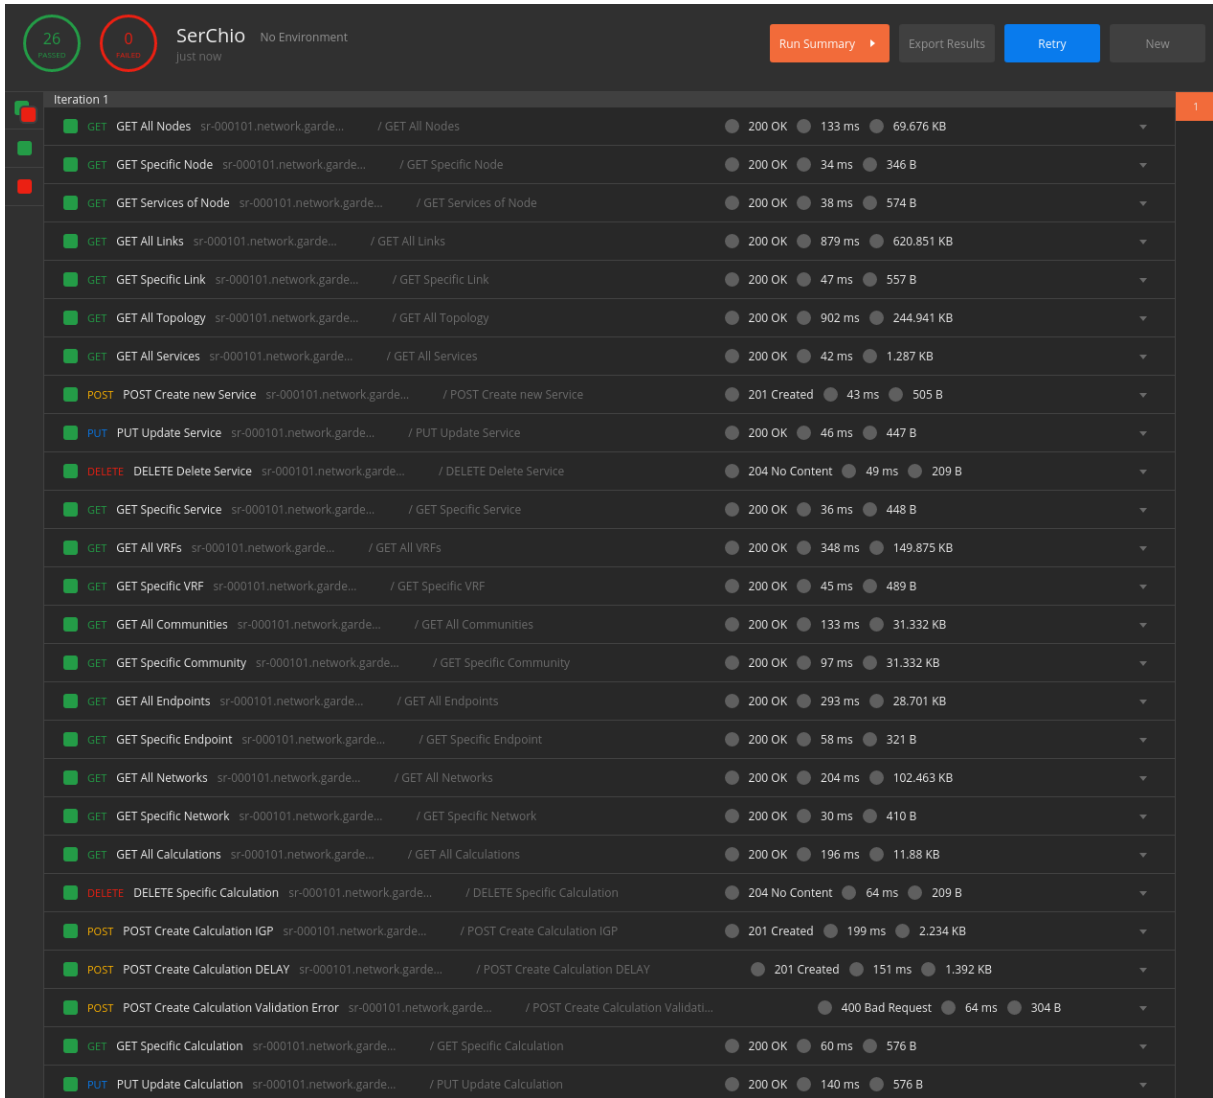 26 PASSED 0 FAILED SerChio No Environment just now Run Summary Export Results Retry New
Iteration 1 1
GET GET All Nodes sr-000101.network.garde... / GET All Nodes 200 OK 133 ms 69.676 KB
GET GET Specific Node sr-000101.network.garde... / GET Specific Node 200 OK 34 ms 346 B
GET GET Services of Node sr-000101.network.garde... / GET Services of Node 200 OK 38 ms 574 B
GET GET All Links sr-000101.network.garde... / GET All Links 200 OK 879 ms 620.851 KB
GET GET Specific Link sr-000101.network.garde... / GET Specific Link 200 OK 47 ms 557 B
GET GET All Topology sr-000101.network.garde... / GET All Topology 200 OK 902 ms 244.941 KB
GET GET All Services sr-000101.network.garde... / GET All Services 200 OK 42 ms 1.287 KB
POST POST Create new Service sr-000101.network.garde... / POST Create new Service 201 Created 43 ms 505 B
PUT PUT Update Service sr-000101.network.garde... / PUT Update Service 200 OK 46 ms 447 B
DELETE DELETE Delete Service sr-000101.network.garde... / DELETE Delete Service 204 No Content 49 ms 209 B
GET GET Specific Service sr-000101.network.garde... / GET Specific Service 200 OK 36 ms 448 B
GET GET All VRFs sr-000101.network.garde... / GET All VRFs 200 OK 348 ms 149.875 KB
GET GET Specific VRF sr-000101.network.garde... / GET Specific VRF 200 OK 45 ms 489 B
GET GET All Communities sr-000101.network.garde... / GET All Communities 200 OK 133 ms 31.332 KB
GET GET Specific Community sr-000101.network.garde... / GET Specific Community 200 OK 97 ms 31.332 KB
GET GET All Endpoints sr-000101.network.garde... / GET All Endpoints 200 OK 293 ms 28.701 KB
GET GET Specific Endpoint sr-000101.network.garde... / GET Specific Endpoint 200 OK 58 ms 321 B
GET GET All Networks sr-000101.network.garde... / GET All Networks 200 OK 204 ms 102.463 KB
GET GET Specific Network sr-000101.network.garde... / GET Specific Network 200 OK 30 ms 410 B
GET GET All Calculations sr-000101.network.garde... / GET All Calculations 200 OK 196 ms 11.88 KB
DELETE DELETE Specific Calculation sr-000101.network.garde... / DELETE Specific Calculation 204 No Content 64 ms 209 B
POST POST Create Calculation IGP sr-000101.network.garde... / POST Create Calculation IGP 201 Created 199 ms 2.234 KB
POST POST Create Calculation DELAY sr-000101.network.garde... / POST Create Calculation DELAY 201 Created 151 ms 1.392 KB
POST POST Create Calculation Validation Error sr-000101.network.garde... / POST Create Calculation Validati... 400 Bad Request 64 ms 304 B
GET GET Specific Calculation sr-000101.network.garde... / GET Specific Calculation 200 OK 60 ms 576 B
PUT PUT Update Calculation sr-000101.network.garde... / PUT Update Calculation 200 OK 140 ms 576 B